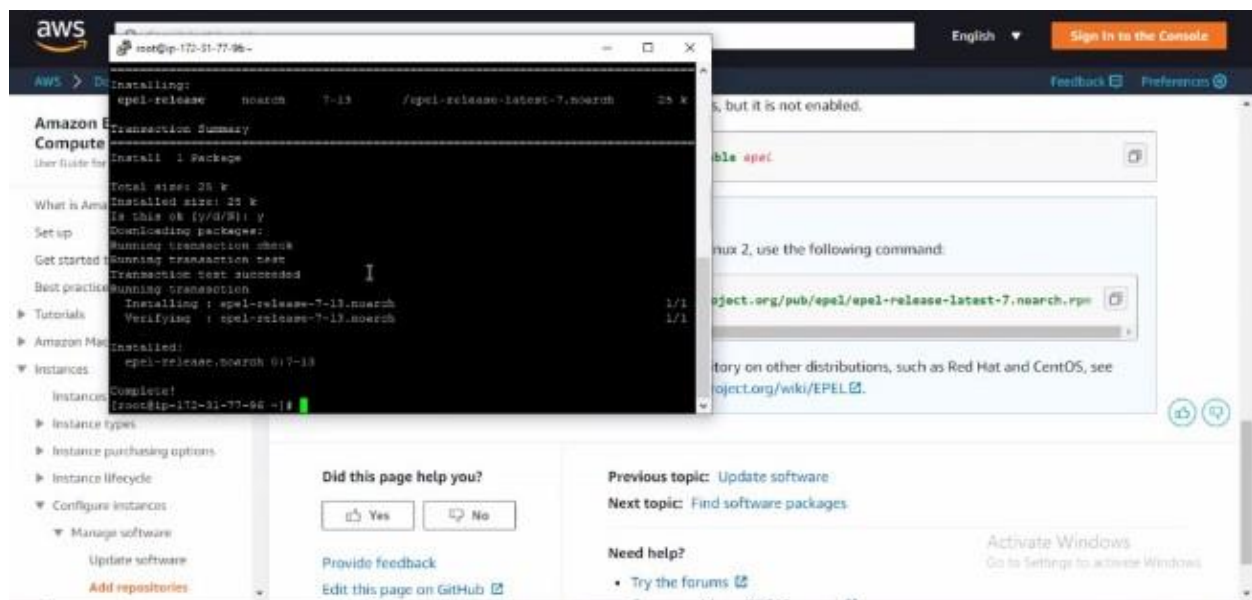 aws
English
Sign In to the Console
root@ip-172-31-77-96:~
AWS >
Feedback
Preferences
Installing:
epel-release noarch 7-13 /epel-release-latest-7.noarch 25 k
Transaction Summary
Install 1 Package
Total size: 25 k
Installed size: 25 k
Is this ok [y/d/N]: y
Downloading packages:
Running transaction check
Running transaction test
Transaction test succeeded
Running transaction
Installing : epel-release-7-13.noarch 1/1
Verifying : epel-release-7-13.noarch 1/1
Installed:
epel-release.noarch 0:7-13
Complete!
[root@ip-172-31-77-96 ~]#
Amazon E
Compute
User Guide for
What is Ama
Set up
Get started
Best practice
Tutorials
Amazon Mac
Instances
Instances
Instance types
Instance purchasing options
Instance lifecycle
Configure instances
Manage software
Update software
Add repositories
s, but it is not enabled.
ble epel
nux 2, use the following command:
oject.org/pub/epel/epel-release-latest-7.noarch.rpm
itory on other distributions, such as Red Hat and CentOS, see
roject.org/wiki/EPEL.
Did this page help you?
Yes
No
Provide feedback
Edit this page on GitHub
Previous topic: Update software
Next topic: Find software packages
Need help?
Try the forums
Activate Windows
Go to Settings to activate Windows.